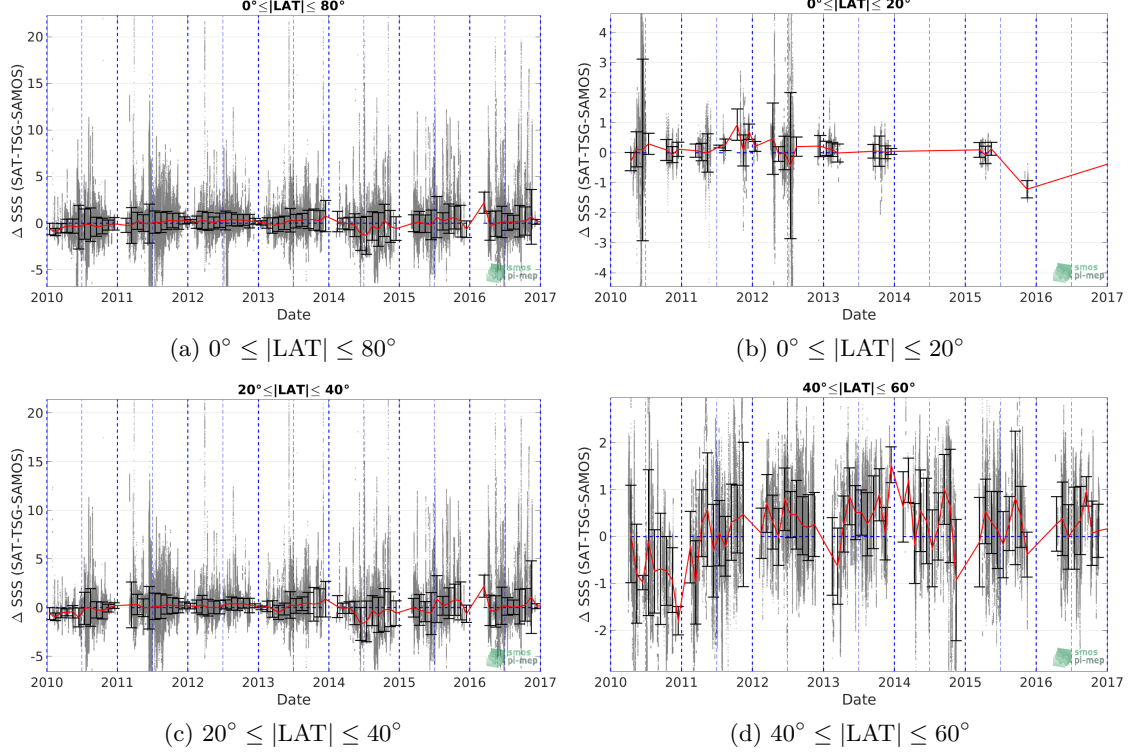 0°≤|LAT|≤ 80°
Δ SSS (SAT-TSG-SAMOS)
20
15
10
5
0
-5
2010 2011 2012 2013 2014 2015 2016 2017
Date
smos
pi-mep
(a) 0° ≤ |LAT| ≤ 80°
0°≤|LAT|≤ 20°
Δ SSS (SAT-TSG-SAMOS)
4
3
2
1
0
-1
-2
-3
-4
2010 2011 2012 2013 2014 2015 2016 2017
Date
smos
pi-mep
(b) 0° ≤ |LAT| ≤ 20°
20°≤|LAT|≤ 40°
Δ SSS (SAT-TSG-SAMOS)
20
15
10
5
0
-5
2010 2011 2012 2013 2014 2015 2016 2017
Date
smos
pi-mep
(c) 20° ≤ |LAT| ≤ 40°
40°≤|LAT|≤ 60°
Δ SSS (SAT-TSG-SAMOS)
2
1
0
-1
-2
2010 2011 2012 2013 2014 2015 2016 2017
Date
smos
pi-mep
(d) 40° ≤ |LAT| ≤ 60°